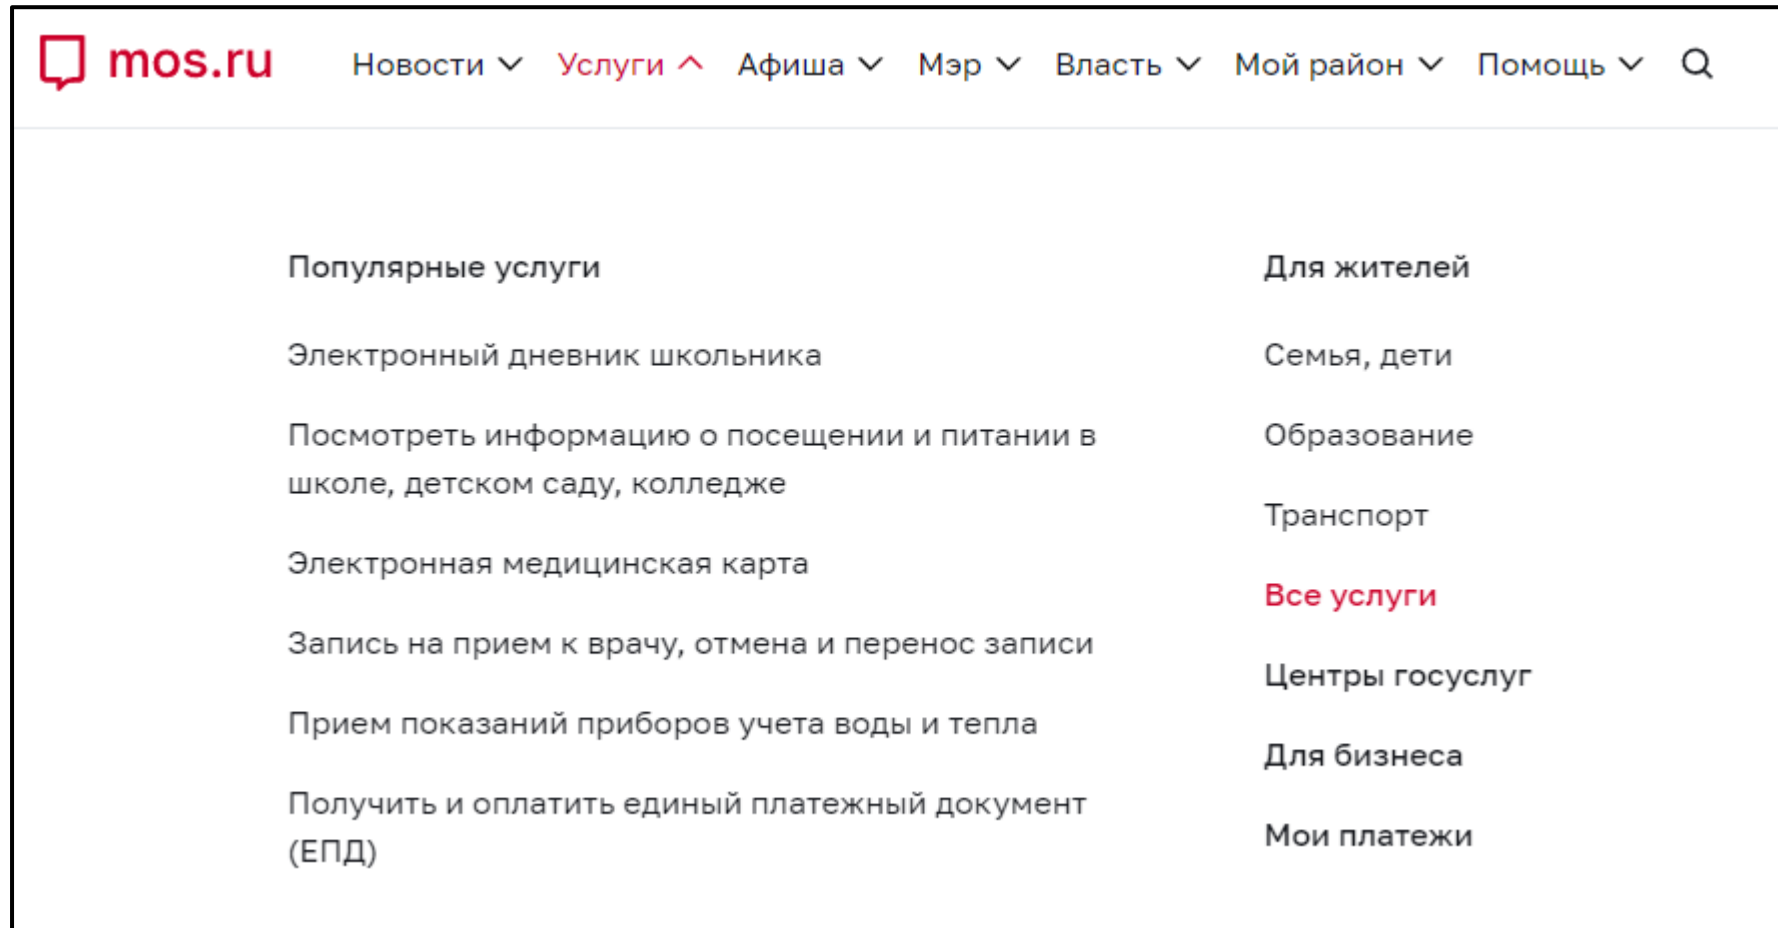 mos.ru
Новости Услуги Афиша Мэр Власть Мой район Помощь
Популярные услуги
Электронный дневник школьника
Посмотреть информацию о посещении и питании в
школе, детском саду, колледже
Электронная медицинская карта
Запись на прием к врачу, отмена и перенос записи
Прием показаний приборов учета воды и тепла
Получить и оплатить единый платежный документ
(ЕПД)
Для жителей
Семья, дети
Образование
Транспорт
Все услуги
Центры госуслуг
Для бизнеса
Мои платежи